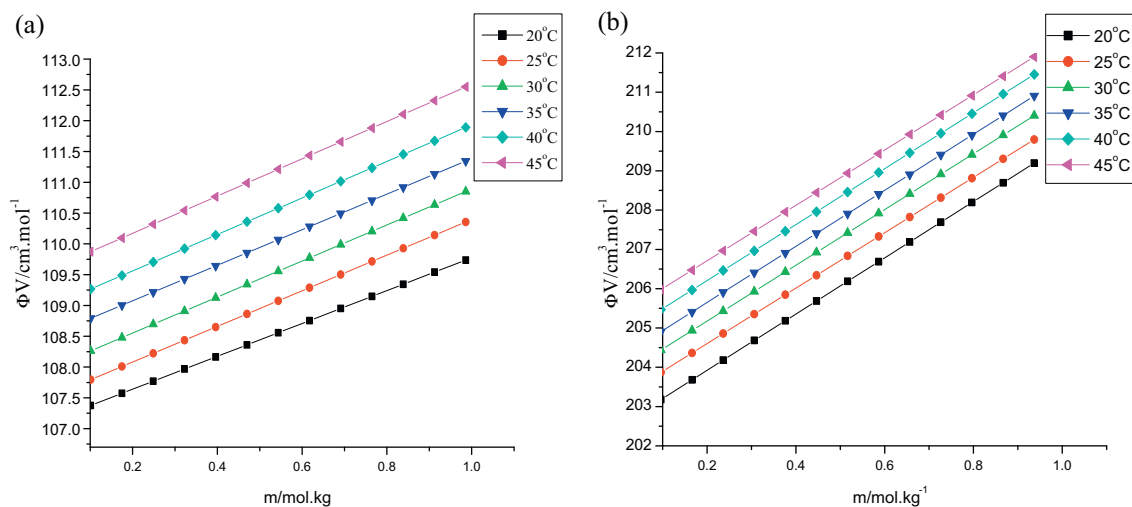 (a)
20°C
25°C
30°C
35°C
40°C
45°C
113.0
112.5
112.0
111.5
111.0
110.5
110.0
109.5
109.0
108.5
108.0
107.5
107.0
ΦV/cm³.mol⁻¹
0.2 0.4 0.6 0.8 1.0
m/mol.kg
(b)
20°C
25°C
30°C
35°C
40°C
45°C
212
211
210
209
208
207
206
205
204
203
202
ΦV/cm³.mol⁻¹
0.2 0.4 0.6 0.8 1.0
m/mol.kg⁻¹